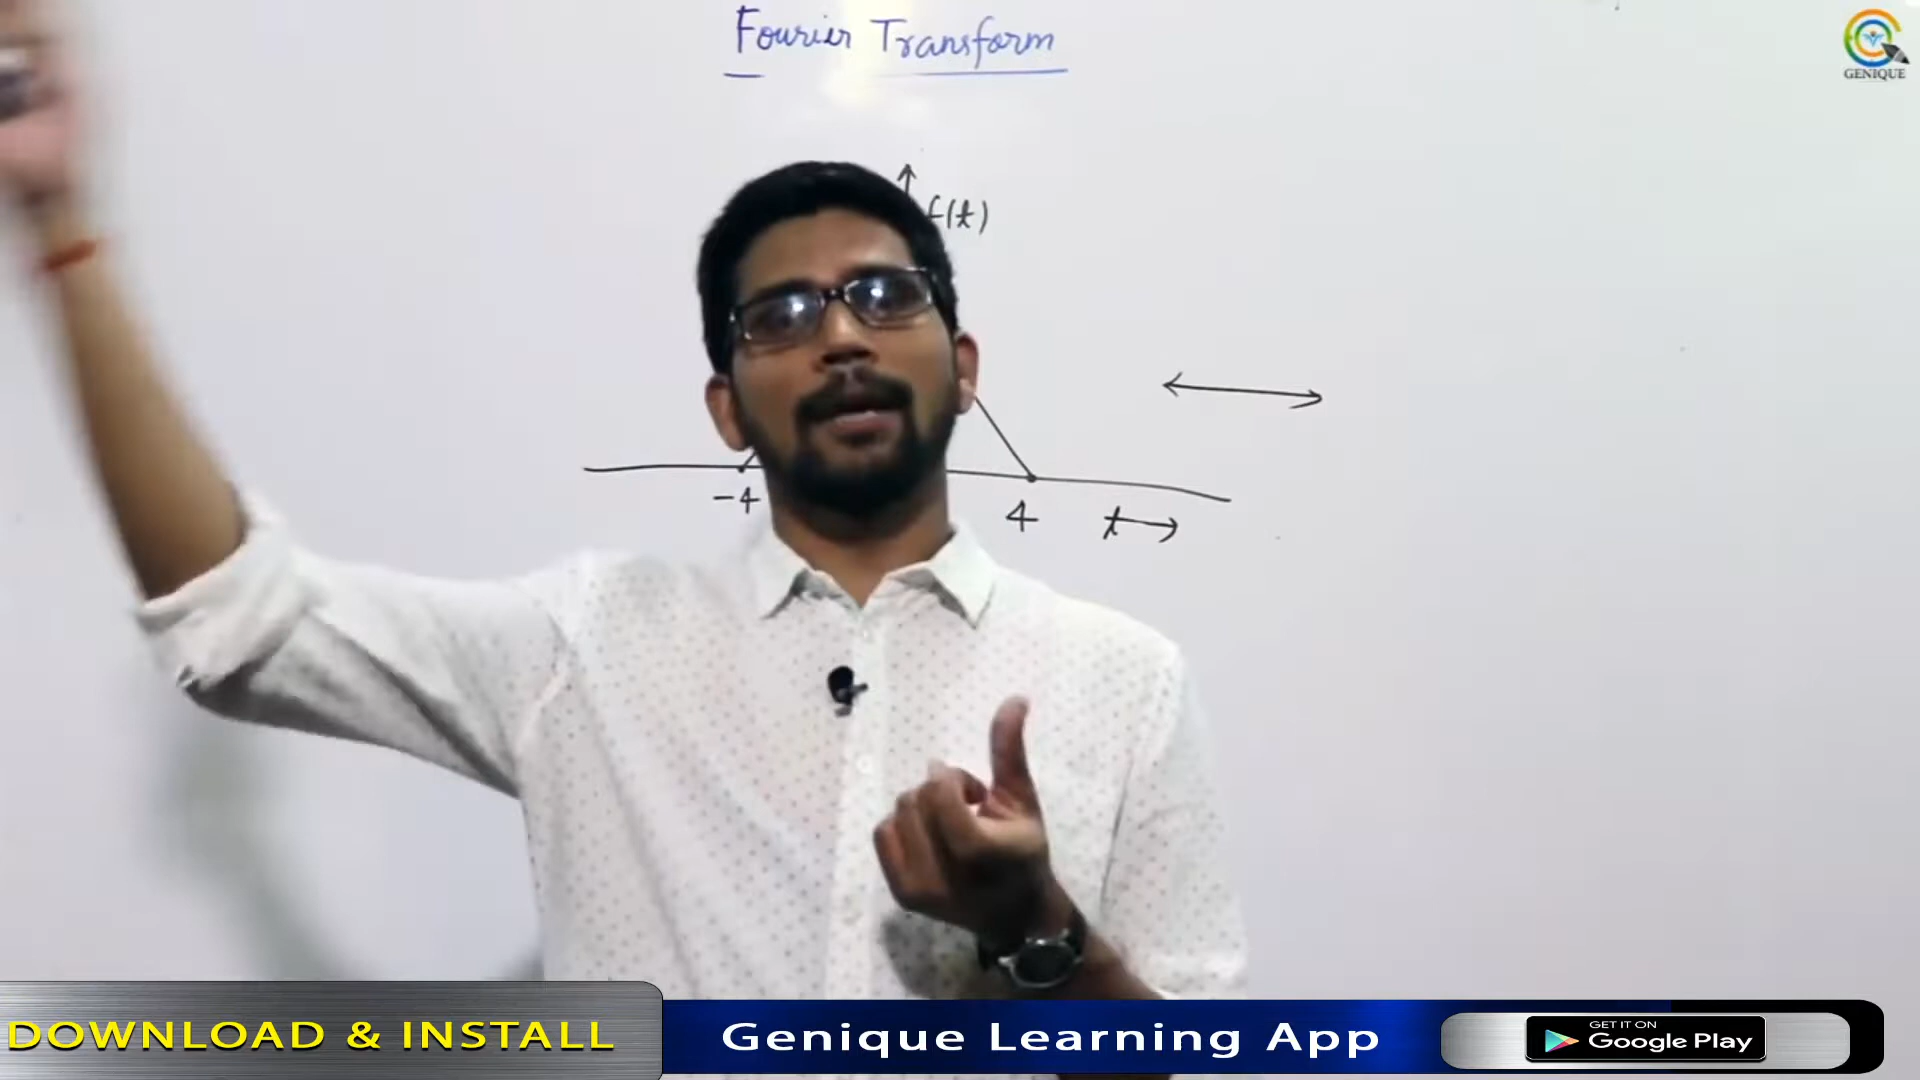 Fourier Transform
GENIQUE
f(t)
-4
4
t
DOWNLOAD & INSTALL
Genique Learning App
GET IT ON
Google Play